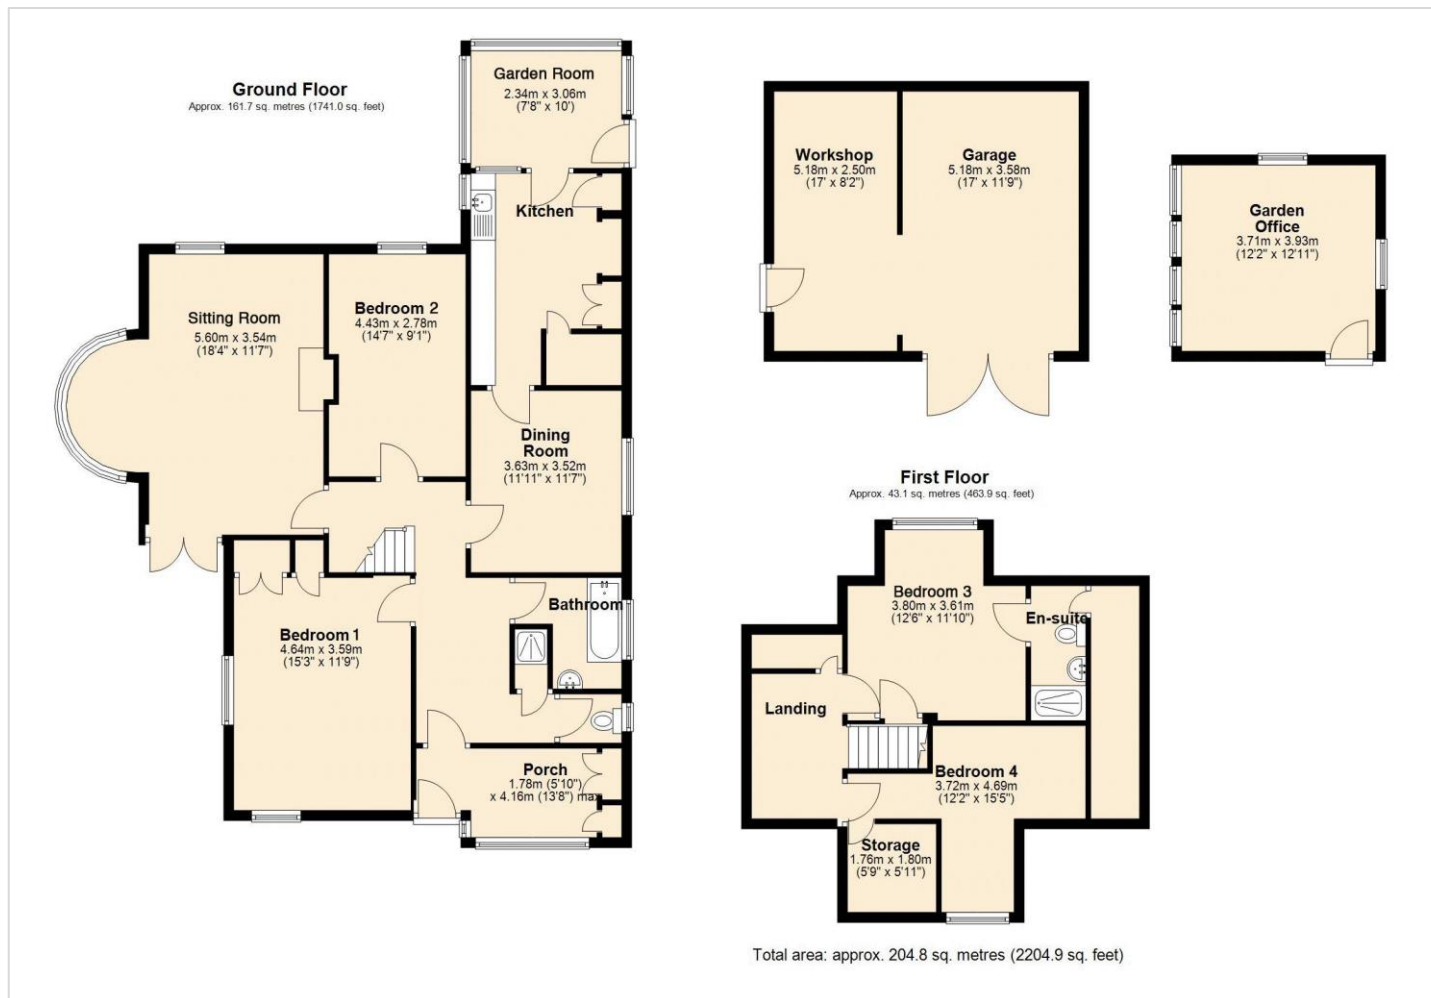 Ground Floor
Approx. 161.7 sq. metres (1741.0 sq. feet)
Garden Room
2.34m x 3.06m
(7'8" x 10')
Kitchen
Sitting Room
5.60m x 3.54m
(18'4" x 11'7")
Bedroom 2
4.43m x 2.78m
(14'7" x 9'1")
Dining
Room
3.63m x 3.52m
(11'11" x 11'7")
Bedroom 1
4.64m x 3.59m
(15'3" x 11'9")
Bathroom
Porch
1.78m (5'10")
x 4.16m (13'8") max
Workshop
5.18m x 2.50m
(17' x 8'2")
Garage
5.18m x 3.58m
(17' x 11'9")
Garden
Office
3.71m x 3.93m
(12'2" x 12'11")
First Floor
Approx. 43.1 sq. metres (463.9 sq. feet)
Bedroom 3
3.80m x 3.61m
(12'6" x 11'10")
En-suite
Landing
Bedroom 4
3.72m x 4.69m
(12'2" x 15'5")
Storage
1.76m x 1.80m
(5'9" x 5'11")
Total area: approx. 204.8 sq. metres (2204.9 sq. feet)